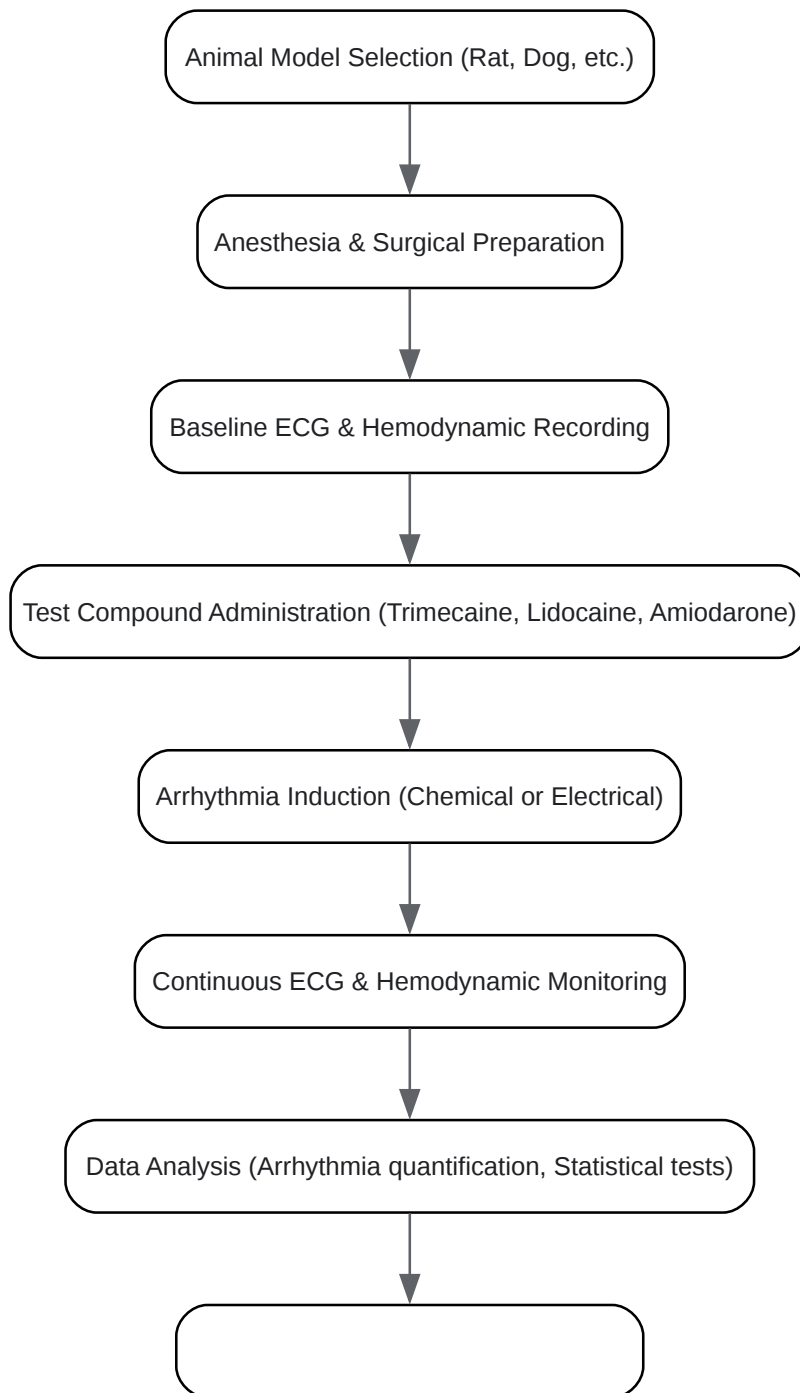 Animal Model Selection (Rat, Dog, etc.)
Anesthesia & Surgical Preparation
Baseline ECG & Hemodynamic Recording
Test Compound Administration (Trimecaine, Lidocaine, Amiodarone)
Arrhythmia Induction (Chemical or Electrical)
Continuous ECG & Hemodynamic Monitoring
Data Analysis (Arrhythmia quantification, Statistical tests)